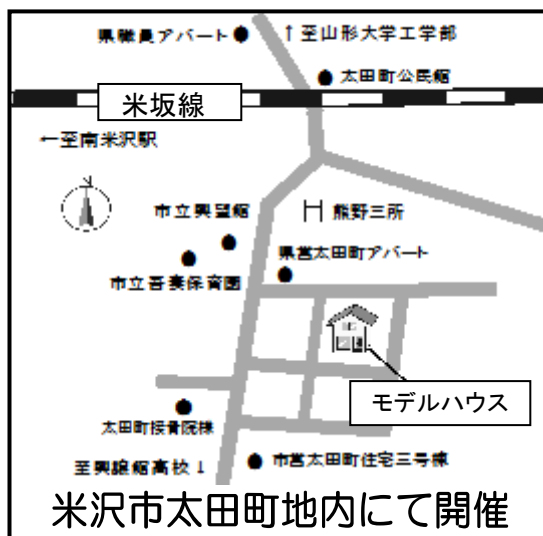 県職員アパート
↑至山形大学工学部
太田町公民館
米坂線
←至南米沢駅
市立興望館
熊野三所
県営太田町アパート
市立吾妻保育園
モデルハウス
太田町接骨院様
至興譲館高校↓
市営太田町住宅三号棟
米沢市太田町地内にて開催